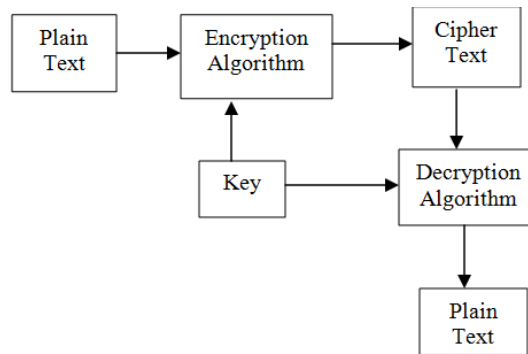 Plain
Text
Encryption
Algorithm
Cipher
Text
Key
Decryption
Algorithm
Plain
Text